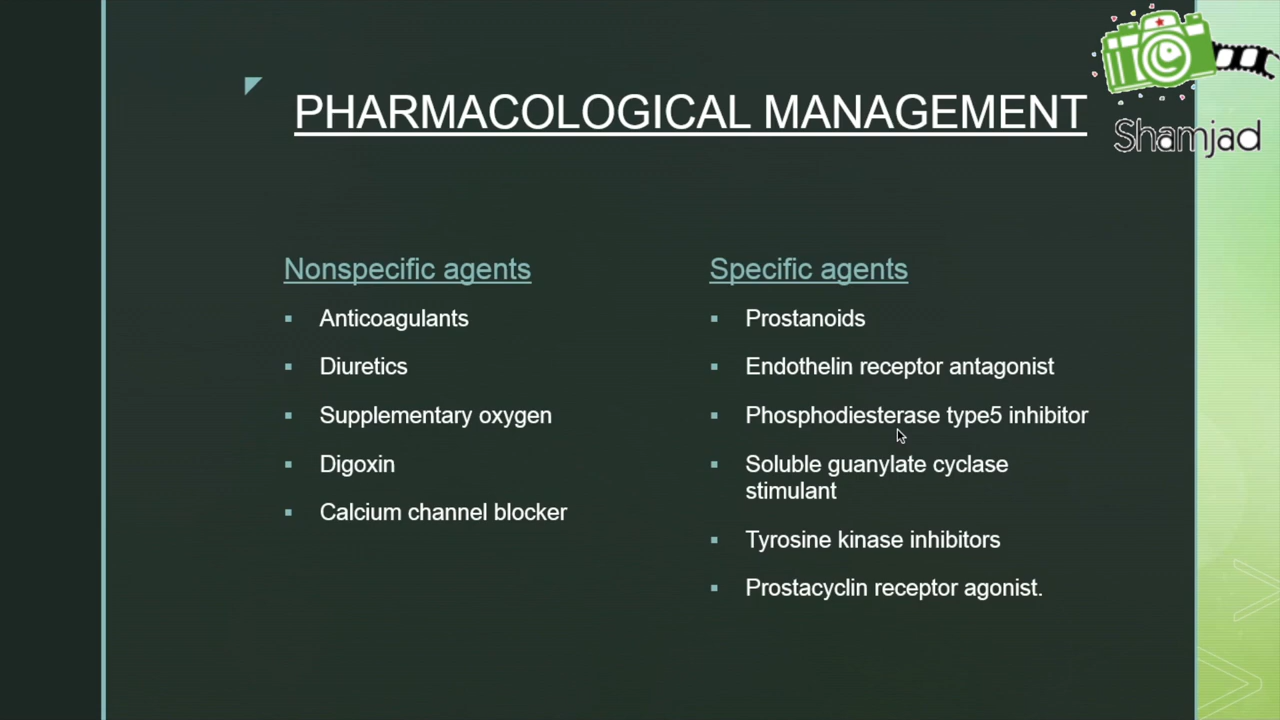 PHARMACOLOGICAL MANAGEMENT
Shamjad
Nonspecific agents
Anticoagulants
Diuretics
Supplementary oxygen
Digoxin
Calcium channel blocker
Specific agents
Prostanoids
Endothelin receptor antagonist
Phosphodiesterase type5 inhibitor
Soluble guanylate cyclase
stimulant
Tyrosine kinase inhibitors
Prostacyclin receptor agonist.